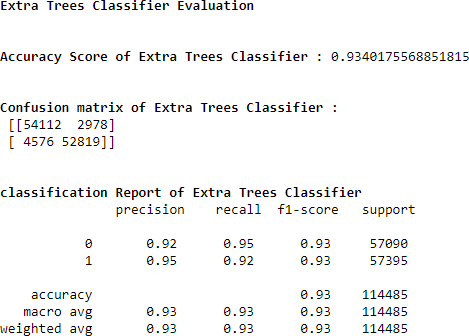 Extra Trees Classifier Evaluation
Accuracy Score of Extra Trees Classifier : 0.9340175568851815
Confusion matrix of Extra Trees Classifier :
[[54112  2978]
[ 4576 52819]]
classification Report of Extra Trees Classifier
precision    recall  f1-score   support
0       0.92      0.95      0.93     57090
1       0.95      0.92      0.93     57395
accuracy                           0.93    114485
macro avg       0.93      0.93      0.93    114485
weighted avg       0.93      0.93      0.93    114485